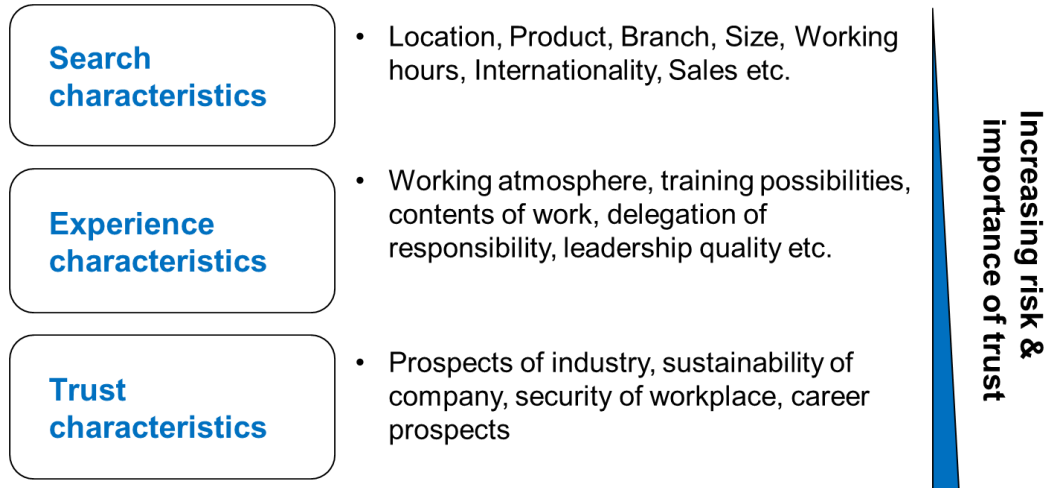 Search
characteristics
• Location, Product, Branch, Size, Working
hours, Internationality, Sales etc.
Experience
characteristics
• Working atmosphere, training possibilities,
contents of work, delegation of
responsibility, leadership quality etc.
Trust
characteristics
• Prospects of industry, sustainability of
company, security of workplace, career
prospects
Increasing risk &
importance of trust